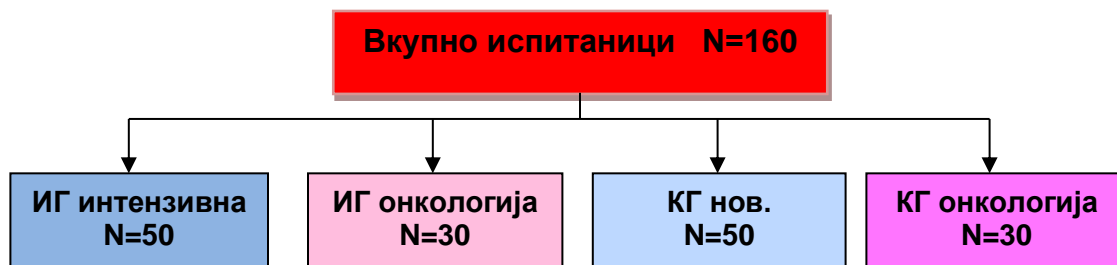 Вкупно испитаници N=160
ИГ интензивна
N=50
ИГ онкологија
N=30
КГ нов.
N=50
КГ онкологија
N=30